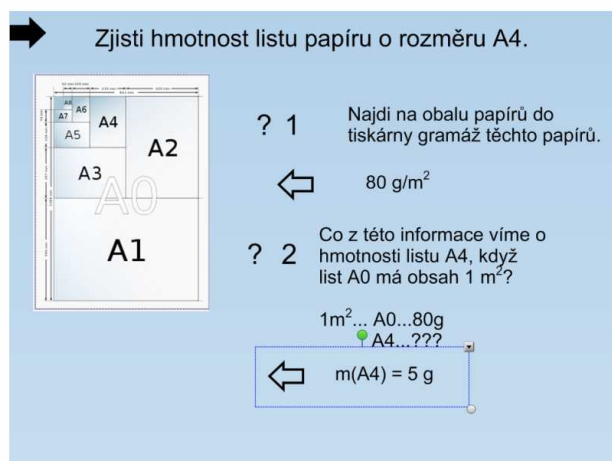 Zjisti hmotnost listu papíru o rozměru A4.
A8
A7
A6
A5
A4
A3
A2
A0
A1
? 1
Najdi na obalu papírů do
tiskárny gramáž těchto papírů.
80 g/m²
? 2
Co z této informace víme o
hmotnosti listu A4, když
list A0 má obsah 1 m²?
1m²... A0...80g
A4...???
m(A4) = 5 g